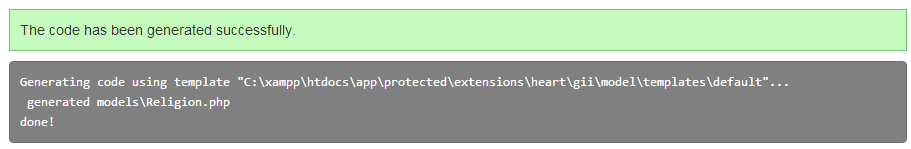 The code has been generated successfully.
Generating code using template "C:\xampp\htdocs\app\protected\extensions\heart\gii\model\templates\default"...
generated models\Religion.php
done!